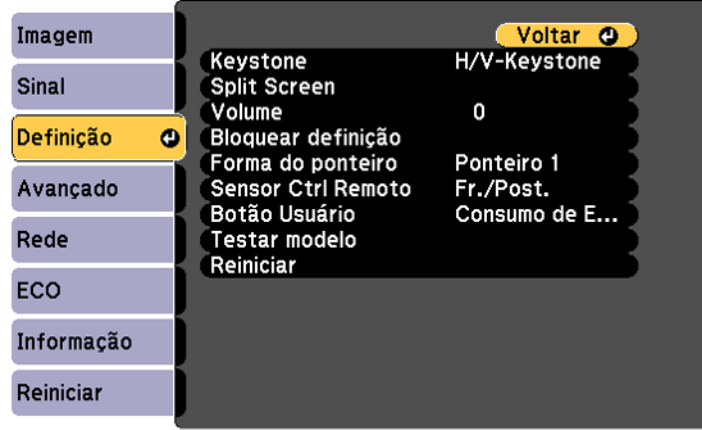 Imagem
Sinal
Definição
Avançado
Rede
ECO
Informação
Reiniciar
Voltar
Keystone H/V-Keystone
Split Screen
Volume 0
Bloquear definição
Forma do ponteiro Ponteiro 1
Sensor Ctrl Remoto Fr./Post.
Botão Usuário Consumo de E...
Testar modelo
Reiniciar